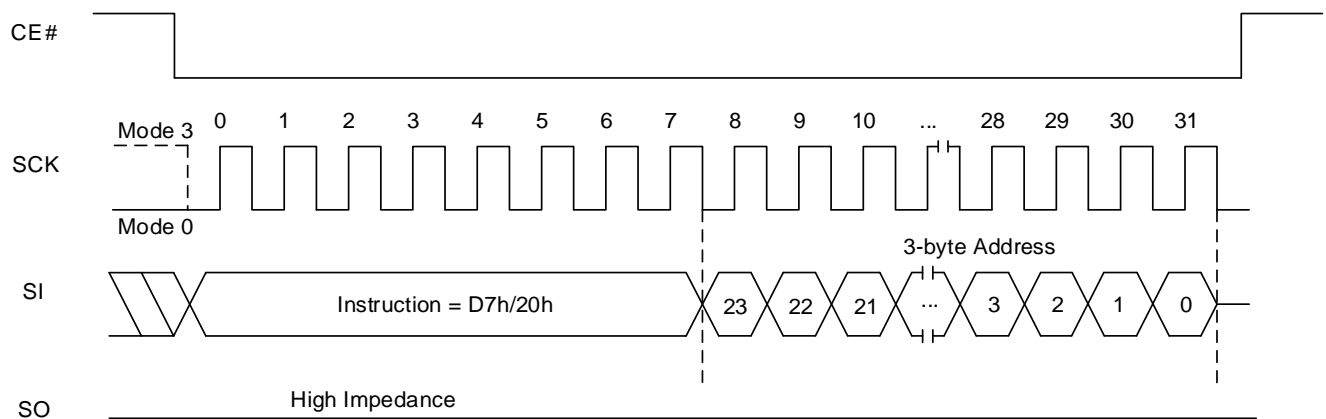 CE#
Mode 3 0 1 2 3 4 5 6 7 8 9 10 ... 28 29 30 31
SCK
Mode 0
3-byte Address
SI Instruction = D7h/20h 23 22 21 ... 3 2 1 0
High Impedance
SO